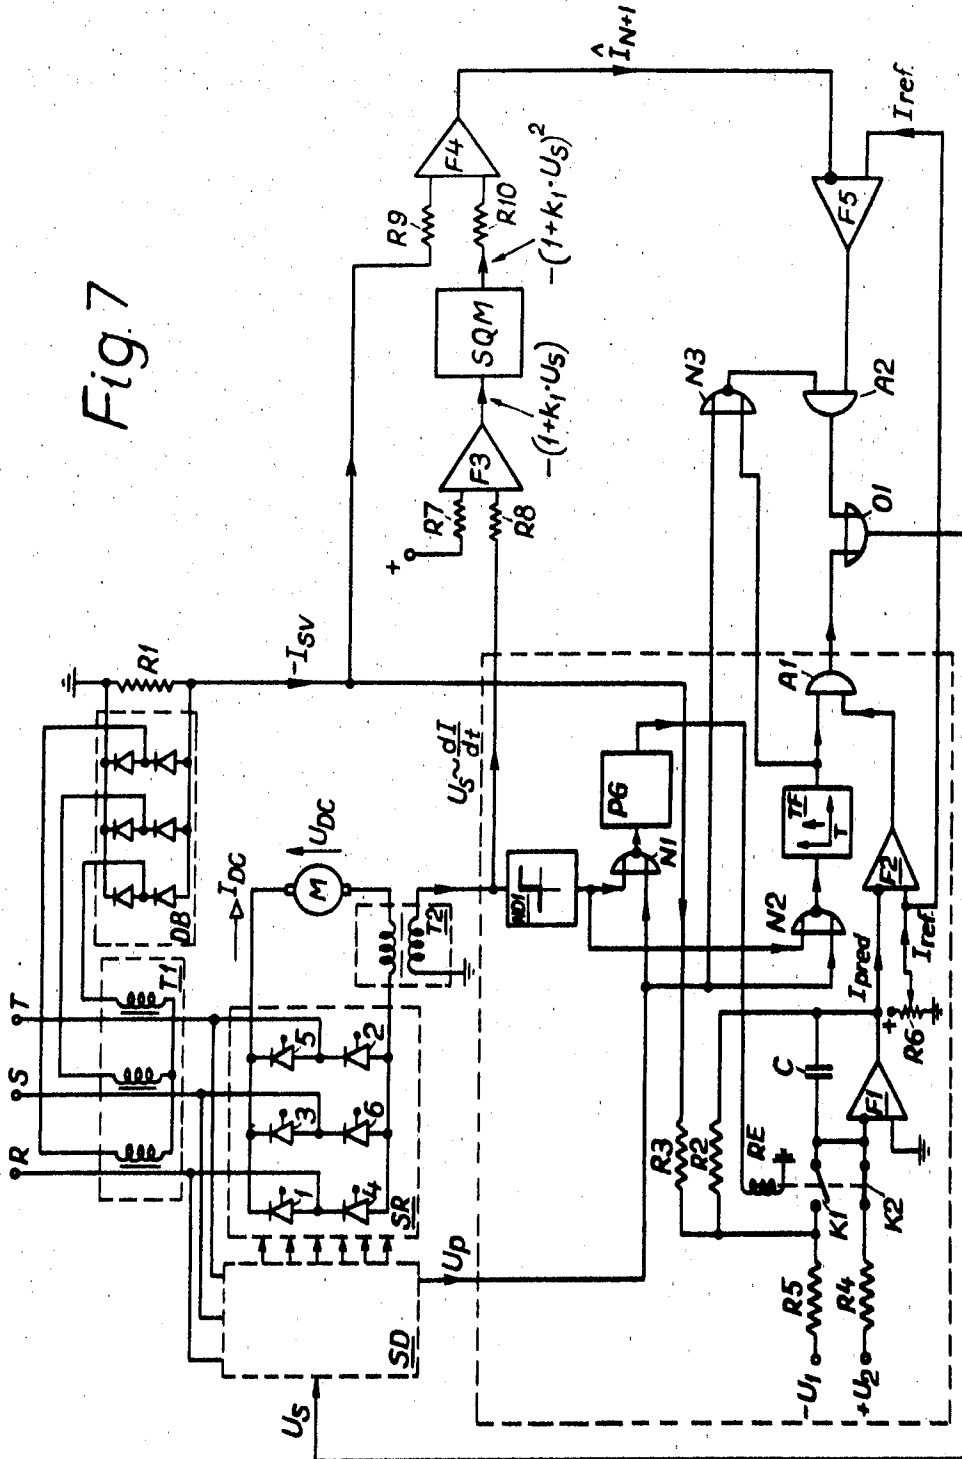 Fig. 7
R
S
T
T1
DB
R1
-I_SV
SD
U_S
U_P
SR
1
3
5
4
6
2
I_DC
U_DC
M
T2
U_S ~ dI/dt
+
R7
R8
F3
-(1+k₁·U_S)
SQM
-(1+k₁·U_S)²
R9
R10
F4
Î_N+1
I_ref.
F5
A2
N3
O1
A1
ND1
PG
N1
N2
TF
T
F2
I_pred
I_ref.
R6
+
C
F1
R3
R2
RE
K1
K2
R5
R4
-U₁
+U₂